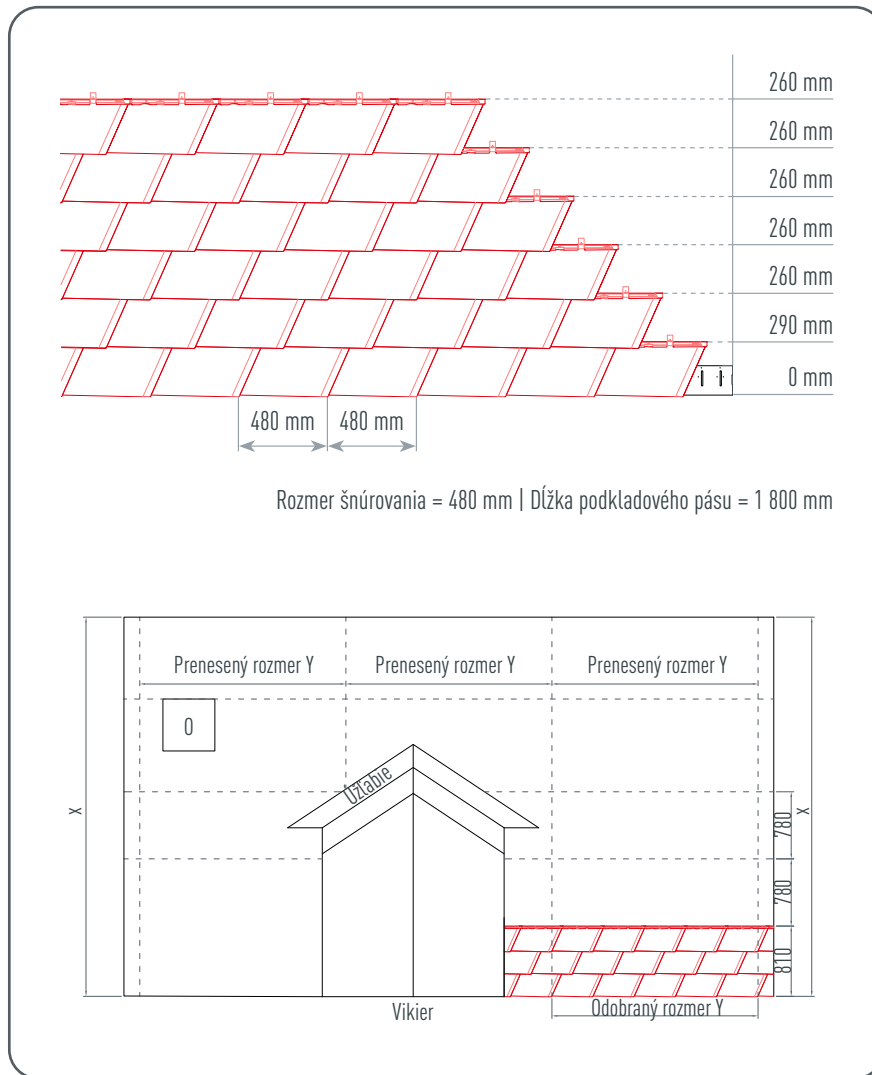 260 mm
260 mm
260 mm
260 mm
260 mm
290 mm
0 mm
480 mm 480 mm
Rozmer šnúrovania = 480 mm | Dĺžka podkladového pásu = 1 800 mm
Prenesený rozmer Y Prenesený rozmer Y Prenesený rozmer Y
O
Úžľabie
X
X
780
780
810
Vikier
Odobraný rozmer Y